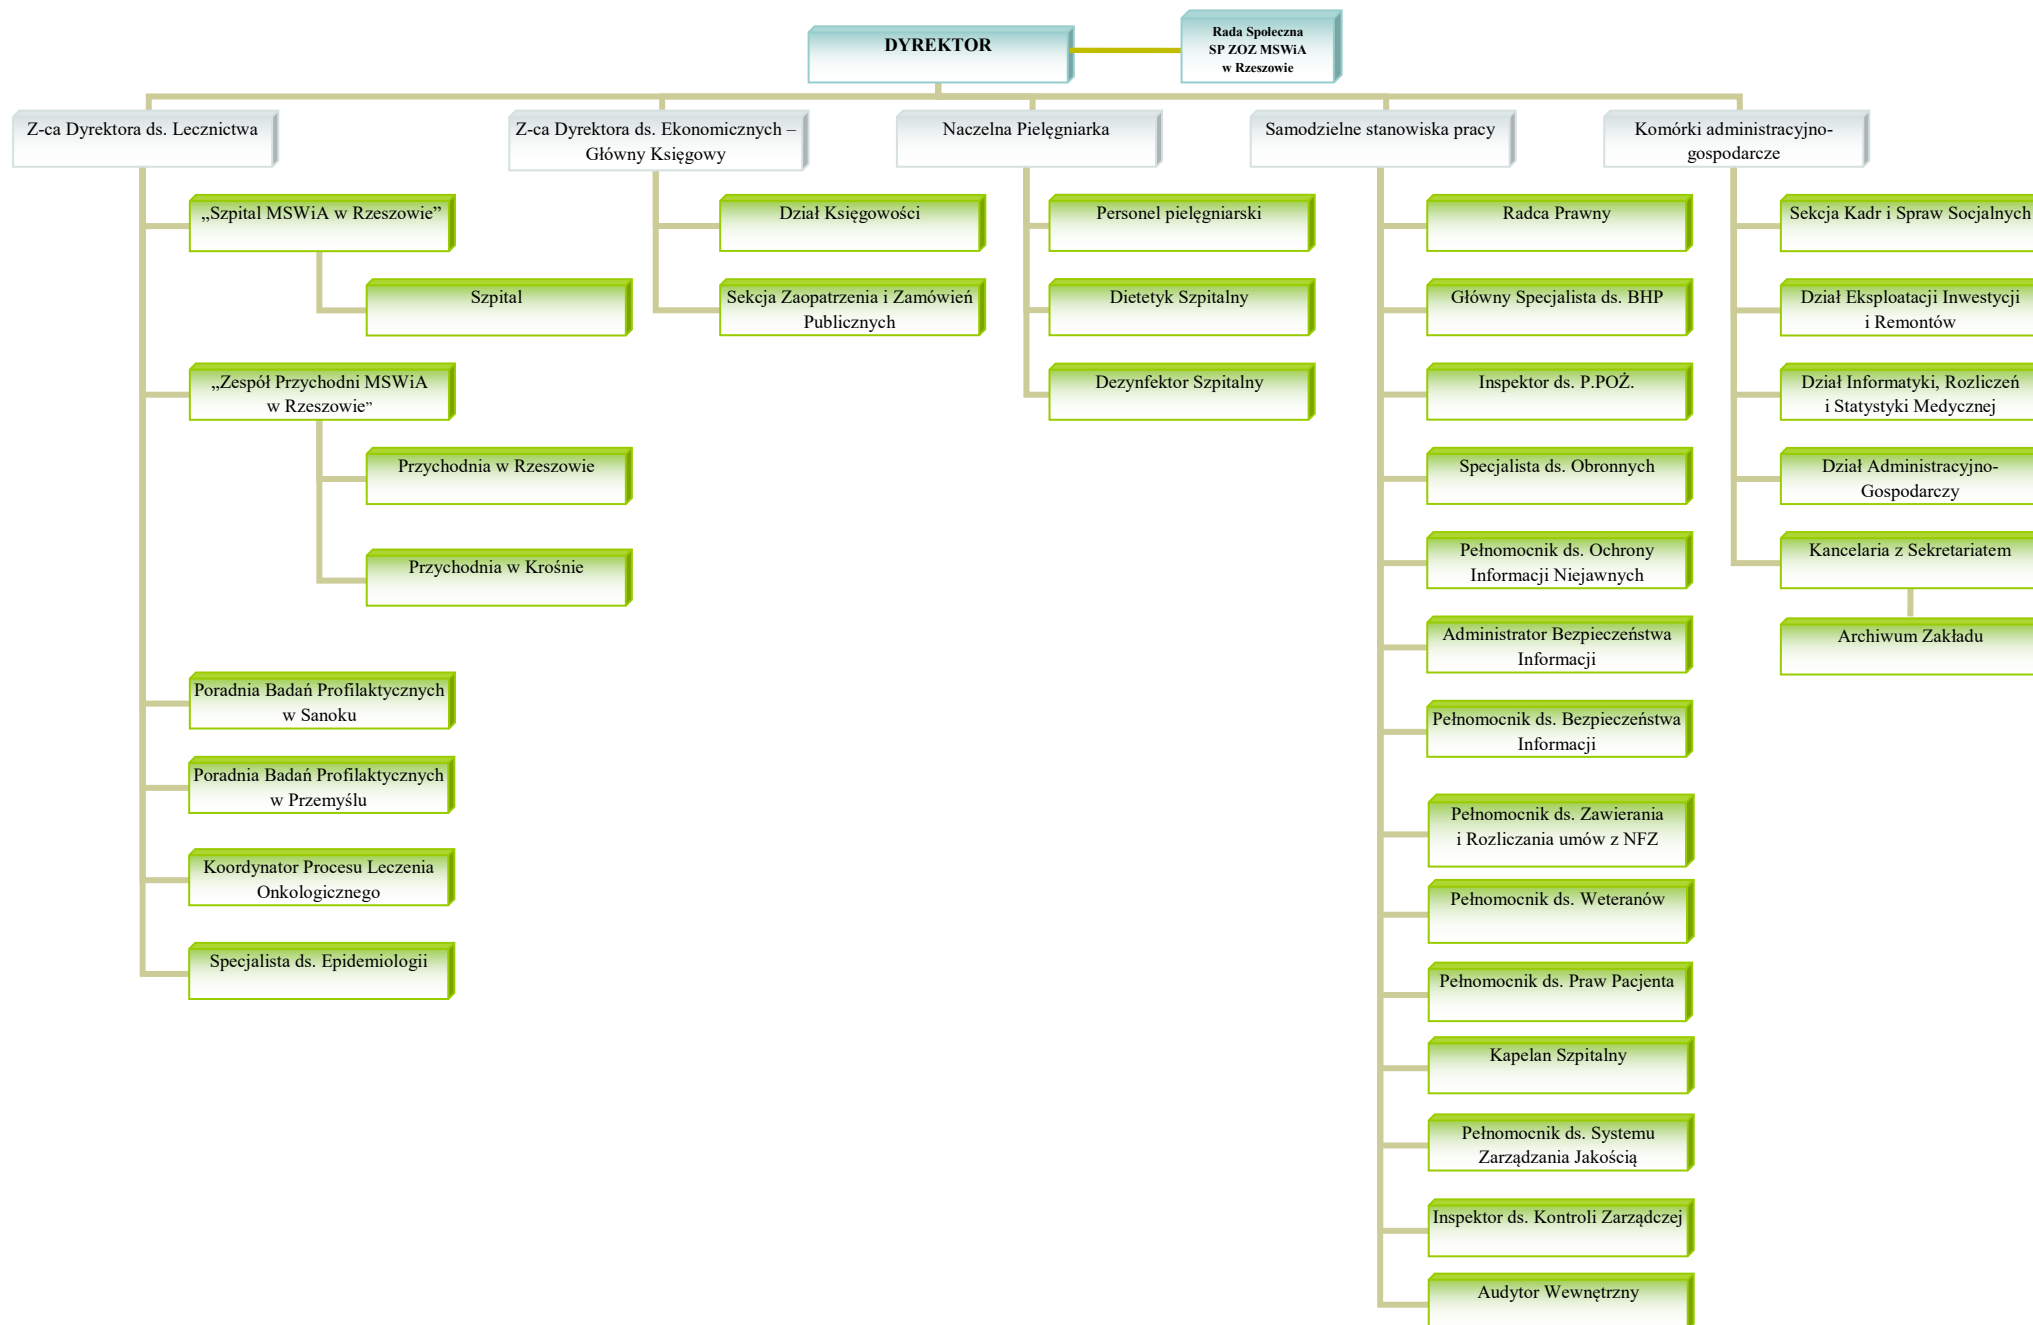 DYREKTOR
Rada Społeczna
SP ZOZ MSWiA
w Rzeszowie
Z-ca Dyrektora ds. Lecznictwa
„Szpital MSWiA w Rzeszowie”
Szpital
„Zespół Przychodni MSWiA
w Rzeszowie”
Przychodnia w Rzeszowie
Przychodnia w Krośnie
Poradnia Badań Profilaktycznych
w Sanoku
Poradnia Badań Profilaktycznych
w Przemyślu
Koordynator Procesu Leczenia
Onkologicznego
Specjalista ds. Epidemiologii
Z-ca Dyrektora ds. Ekonomicznych –
Główny Księgowy
Dział Księgowości
Sekcja Zaopatrzenia i Zamówień
Publicznych
Naczelna Pielęgniarka
Personel pielęgniarski
Dietetyk Szpitalny
Dezynfektor Szpitalny
Samodzielne stanowiska pracy
Radca Prawny
Główny Specjalista ds. BHP
Inspektor ds. P.POŻ.
Specjalista ds. Obronnych
Pełnomocnik ds. Ochrony
Informacji Niejawnych
Administrator Bezpieczeństwa
Informacji
Pełnomocnik ds. Bezpieczeństwa
Informacji
Pełnomocnik ds. Zawierania
i Rozliczania umów z NFZ
Pełnomocnik ds. Weteranów
Pełnomocnik ds. Praw Pacjenta
Kapelan Szpitalny
Pełnomocnik ds. Systemu
Zarządzania Jakością
Inspektor ds. Kontroli Zarządczej
Audytor Wewnętrzny
Komórki administracyjno-
gospodarcze
Sekcja Kadr i Spraw Socjalnych
Dział Eksploatacji Inwestycji
i Remontów
Dział Informatyki, Rozliczeń
i Statystyki Medycznej
Dział Administracyjno-
Gospodarczy
Kancelaria z Sekretariatem
Archiwum Zakładu